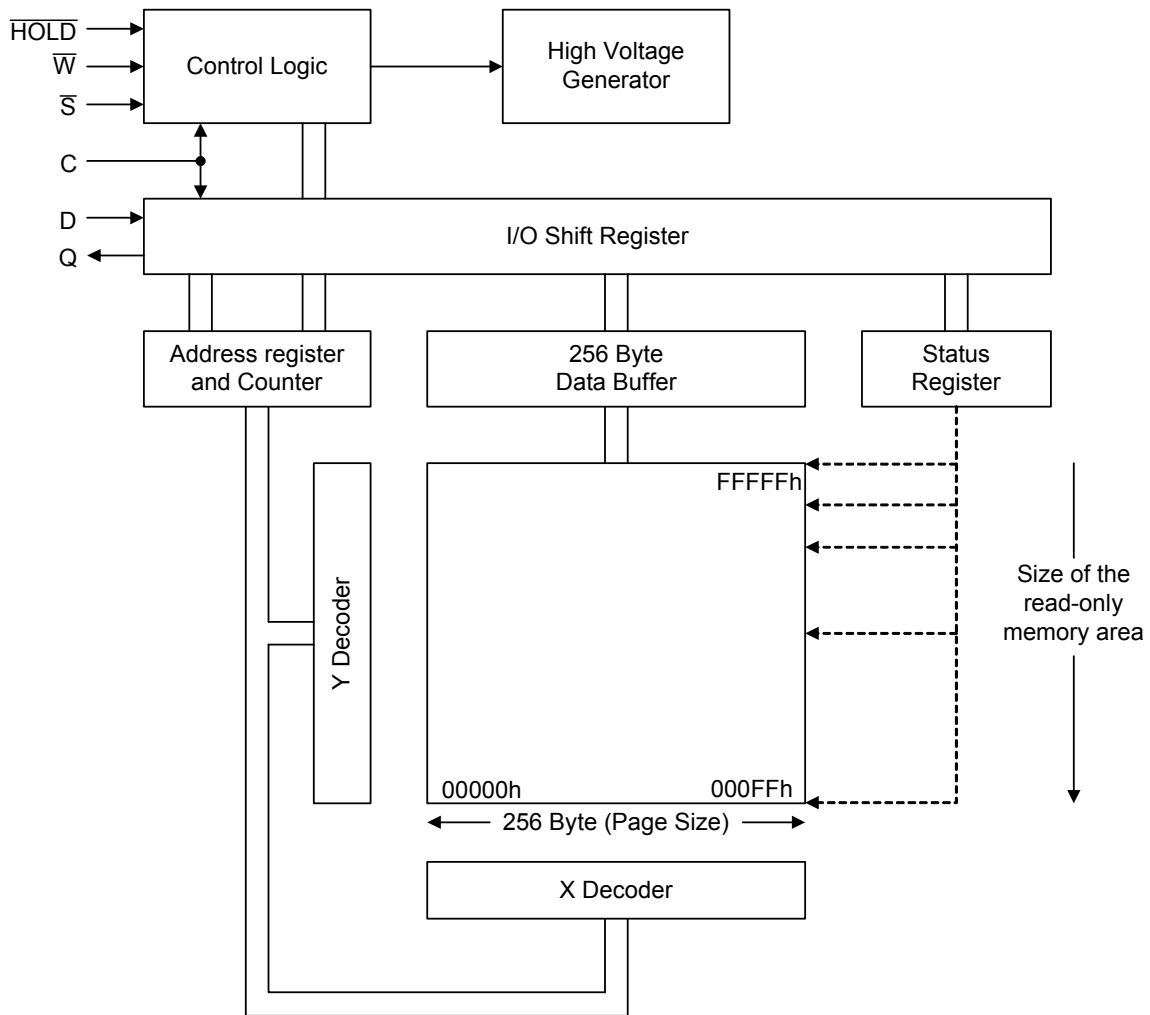 H̅O̅L̅D̅
W̅
S̅
C
D
Q
Control Logic
High Voltage
Generator
I/O Shift Register
Address register
and Counter
256 Byte
Data Buffer
Status
Register
Y Decoder
FFFFFh
00000h
000FFh
256 Byte (Page Size)
X Decoder
Size of the
read-only
memory area